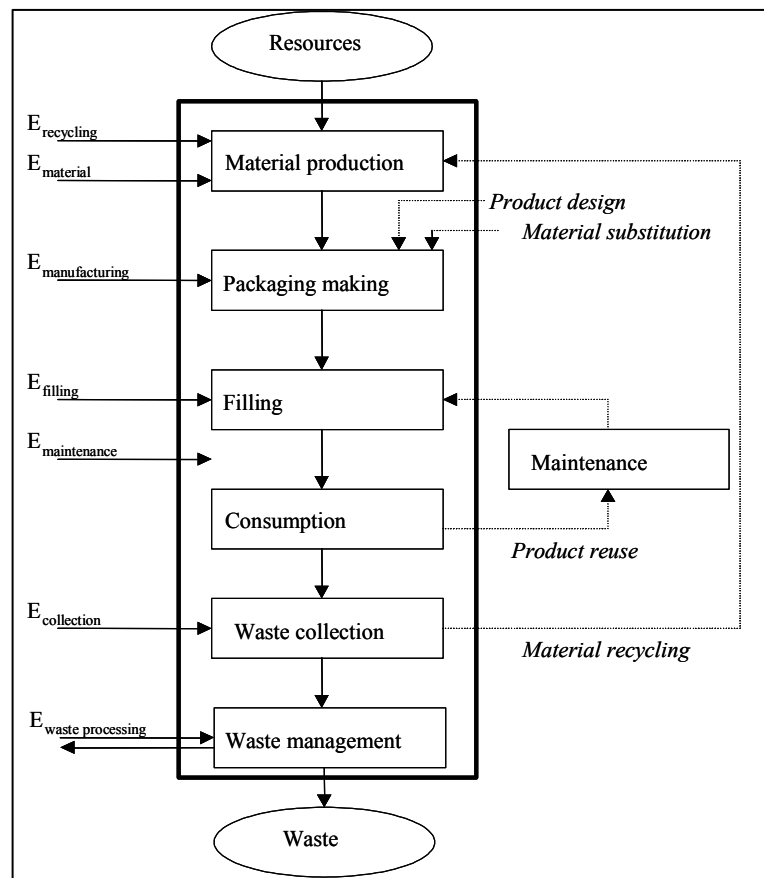 Resources
E recycling
E material
Material production
Product design
Material substitution
E manufacturing
Packaging making
E filling
Filling
E maintenance
Maintenance
Consumption
Product reuse
E collection
Waste collection
Material recycling
E waste processing
Waste management
Waste